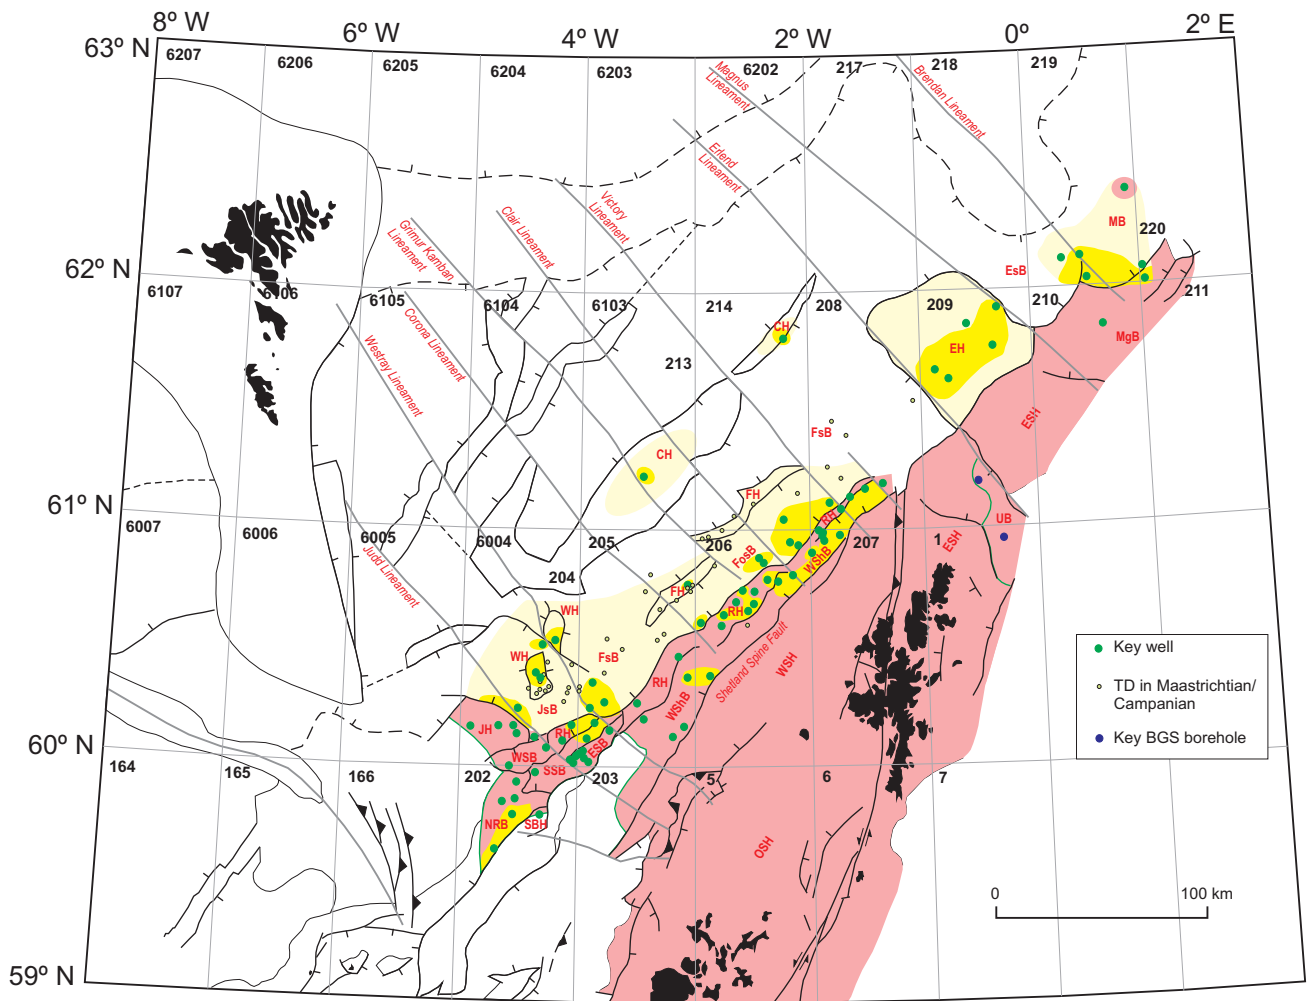 8º W
6º W
4º W
2º W
0º
2º E
63º N
62º N
61º N
60º N
59º N
6207
6206
6205
6204
6203
6202
217
218
219
Magnus
Lineament
Brendan Lineament
Erlend
Lineament
Victory
Lineament
Clair Lineament
Grimur Kamban
Lineament
MB
220
EsB
6107
6106
6105
6104
6103
214
208
209
210
211
Corona Lineament
Westray Lineament
CH
EH
MgB
213
ESH
FsB
CH
FH
6007
6006
6005
6004
205
206
207
1
RH
UB
ESH
FosB
WShB
Judd Lineament
204
FH
RH
WH
WH
FsB
Shetland Spine Fault
WSH
RH
WShB
JsB
JH
RH
ESB
WSB
SSB
164
165
166
202
203
5
6
7
NRB
SBH
OSH
Key well
TD in Maastrichtian/
Campanian
Key BGS borehole
0
100 km